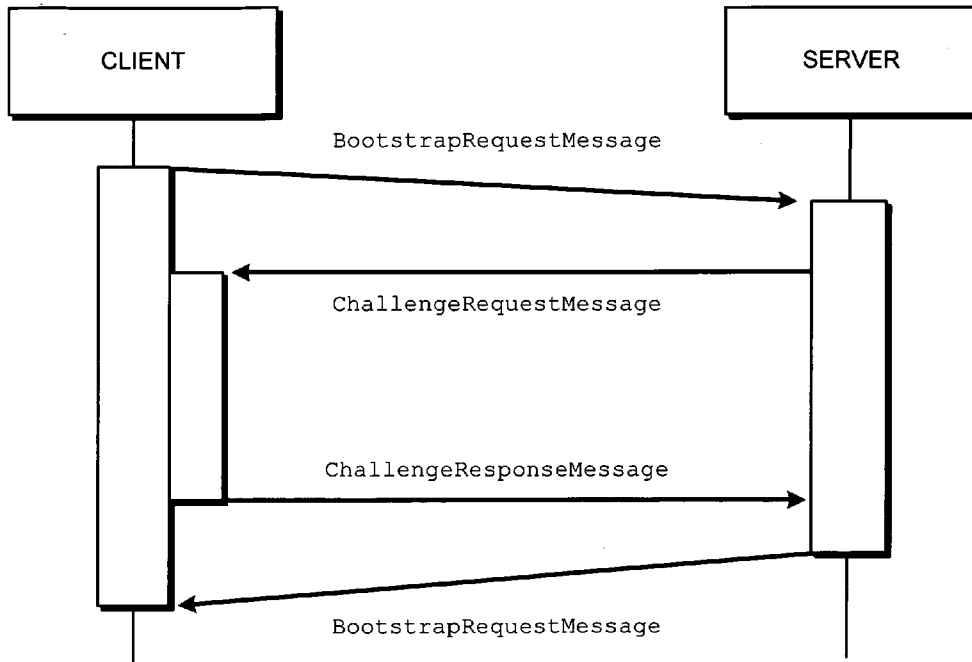 CLIENT
SERVER
BootstrapRequestMessage
ChallengeRequestMessage
ChallengeResponseMessage
BootstrapRequestMessage